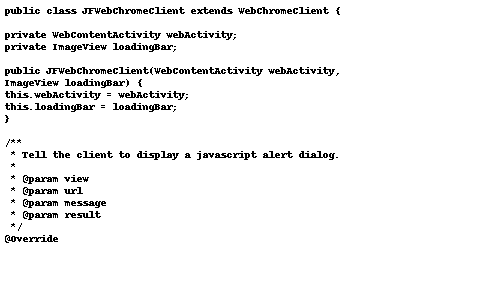 public class JFWebChromeClient extends WebChromeClient {
private WebContentActivity webActivity;
private ImageView loadingBar;
public JFWebChromeClient(WebContentActivity webActivity,
ImageView loadingBar) {
this.webActivity = webActivity;
this.loadingBar = loadingBar;
}
/**
* Tell the client to display a javascript alert dialog.
*
* @param view
* @param url
* @param message
* @param result
*/
@Override